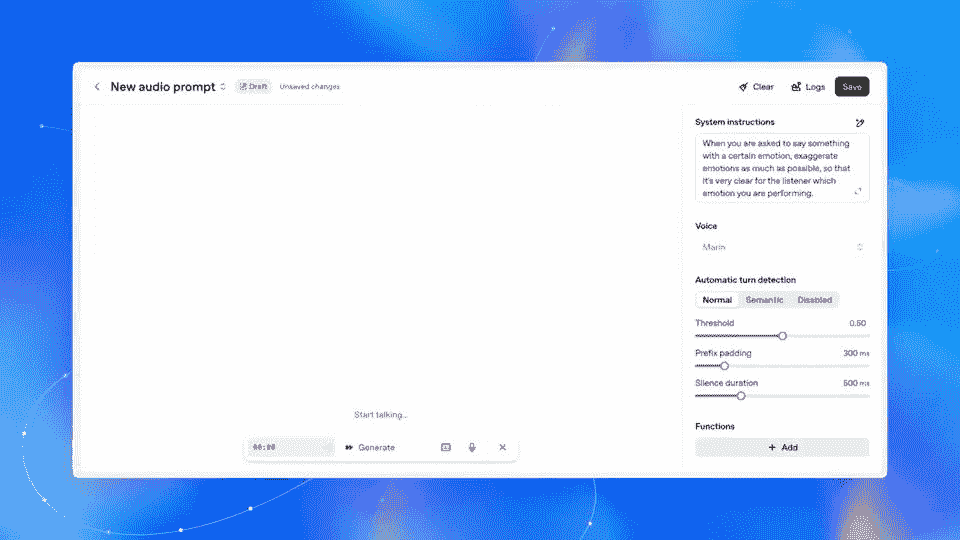 New audio prompt
Draft
Unsaved changes
Clear
Logs
Save
System instructions
When you are asked to say something
with a certain emotion, exaggerate
emotions as much as possible, so that
it's very clear for the listener which
emotion you are performing.
Voice
Marin
Automatic turn detection
Normal Semantic Disabled
Threshold 0.50
Prefix padding 300 ms
Silence duration 500 ms
Functions
+ Add
Start talking...
00:00
Generate